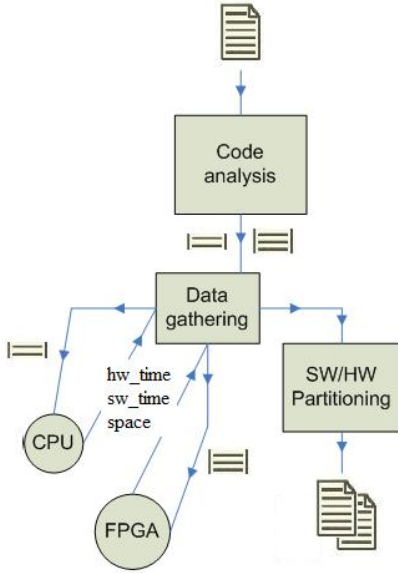 Code
analysis
Data
gathering
hw_time
sw_time
space
SW/HW
Partitioning
CPU
FPGA